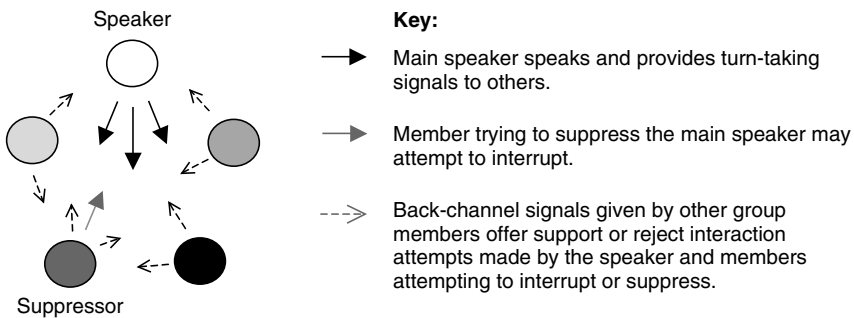 Speaker
Suppressor
Key:
Main speaker speaks and provides turn-taking
signals to others.
Member trying to suppress the main speaker may
attempt to interrupt.
Back-channel signals given by other group
members offer support or reject interaction
attempts made by the speaker and members
attempting to interrupt or suppress.